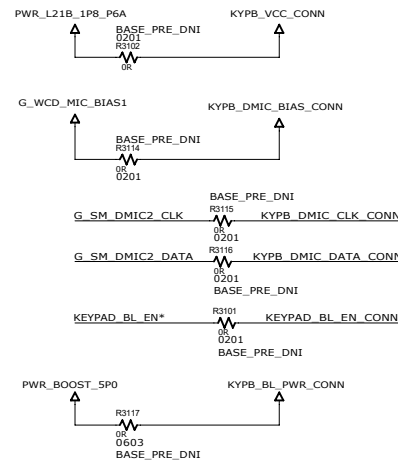 PWR_L21B_1P8_P6A KYPB_VCC_CONN
BASE_PRE_DNI
0201
R3102
0R
G_WCD_MIC_BIAS1 KYPB_DMIC_BIAS_CONN
BASE_PRE_DNI
R3114
0R
0201
BASE_PRE_DNI
R3115
G_SM_DMIC2_CLK KYPB_DMIC_CLK_CONN
0R
0201
R3116
G_SM_DMIC2_DATA KYPB_DMIC_DATA_CONN
0R
0201
BASE_PRE_DNI
R3101
KEYPAD_BL_EN* KEYPAD_BL_EN_CONN
0R
0201
BASE_PRE_DNI
PWR_BOOST_5P0 KYPB_BL_PWR_CONN
R3117
0R
0603
BASE_PRE_DNI